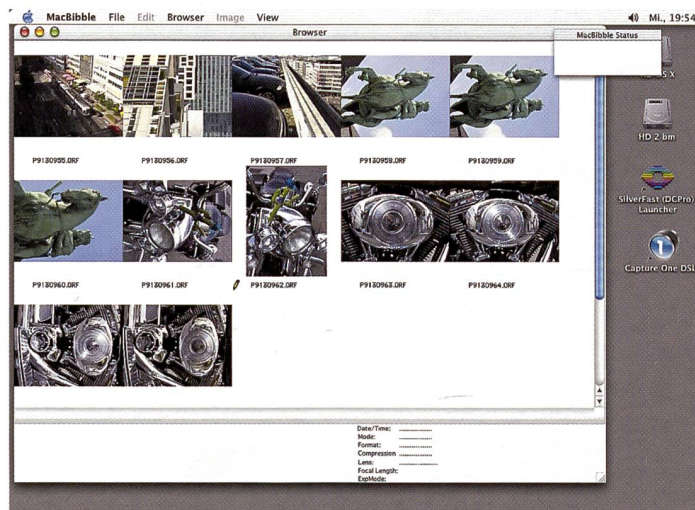 MacBibble File Edit Browser Image View Mi., 19:54
Browser
MacBibble Status
P9130955.ORF P9130956.ORF P9130957.ORF P9130958.ORF P9130959.ORF
HD 2 bm
SilverFast (DCPro) Launcher
P9130960.ORF P9130961.ORF P9130962.ORF P9130963.ORF P9130964.ORF
Capture One DSL
Date/Time:
Mode:
Format:
Compression
Lens:
Focal Length:
ExpMode: